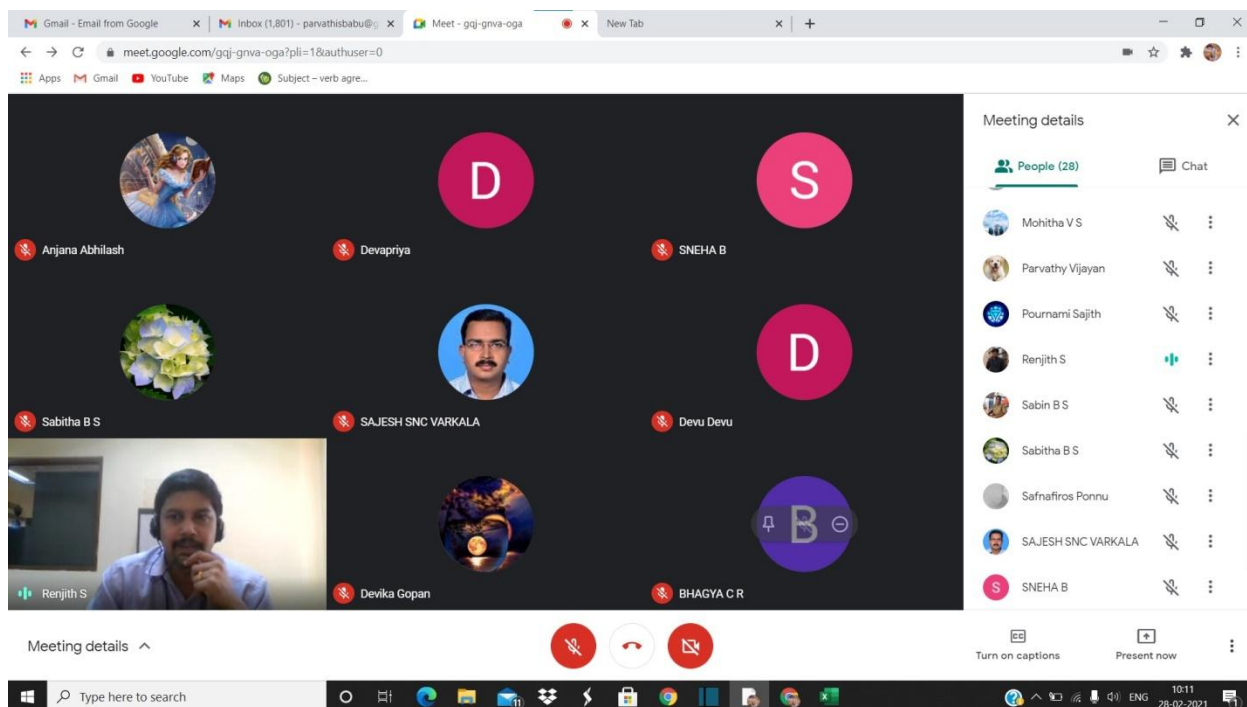 Gmail - Email from Google
Inbox (1,801) - parvathisbabu@g
Meet - gqj-gnva-oga
New Tab
meet.google.com/gqj-gnva-oga?pli=1&authuser=0
Apps Gmail YouTube Maps Subject – verb agre...
Anjana Abhilash
D
Devapriya
S
SNEHA B
Sabitha B S
SAJESH SNC VARKALA
D
Devu Devu
Renjith S
Devika Gopan
B
BHAGYA C R
Meeting details
People (28)
Chat
Mohitha V S
Parvathy Vijayan
Pournami Sajith
Renjith S
Sabin B S
Sabitha B S
Safnafiros Ponnu
SAJESH SNC VARKALA
S SNEHA B
Meeting details
CC
Turn on captions
Present now
Type here to search
11
ENG
10:11
28-02-2021
1